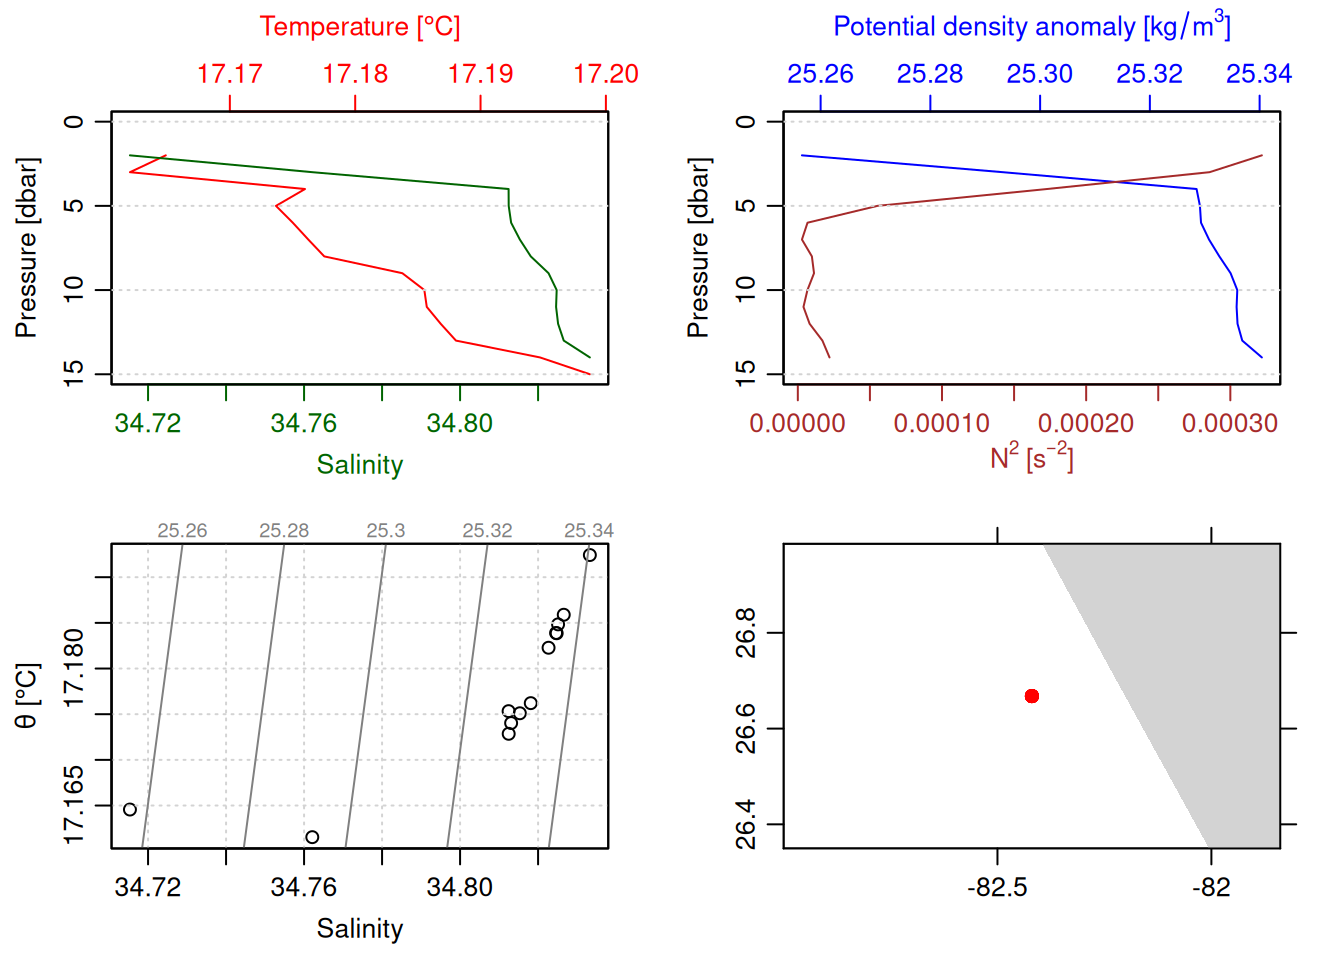 Temperature [°C]
17.17 17.18 17.19 17.20
0
5
10
15
Pressure [dbar]
34.72 34.76 34.80
Salinity
Potential density anomaly [kg/m³]
25.26 25.28 25.30 25.32 25.34
0
5
10
15
Pressure [dbar]
0.00000 0.00010 0.00020 0.00030
N² [s⁻²]
25.26 25.28 25.3 25.32 25.34
17.180
17.165
θ [°C]
34.72 34.76 34.80
Salinity
26.8
26.6
26.4
-82.5 -82